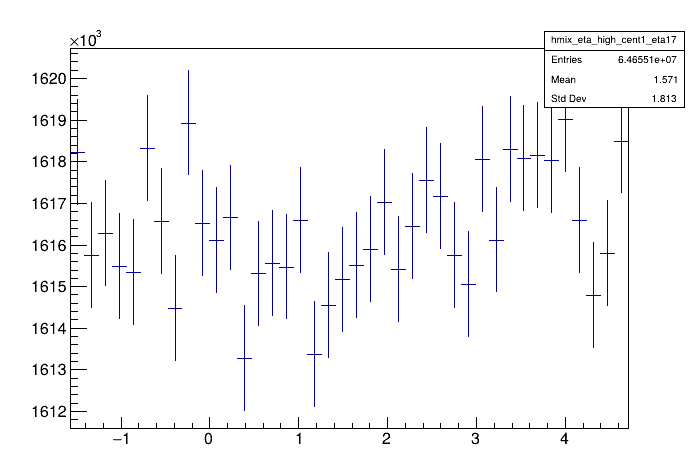 ×10³
hmix_eta_high_cent1_eta17
Entries 6.46551e+07
Mean 1.571
Std Dev 1.813
1620
1619
1618
1617
1616
1615
1614
1613
1612
−1 0 1 2 3 4